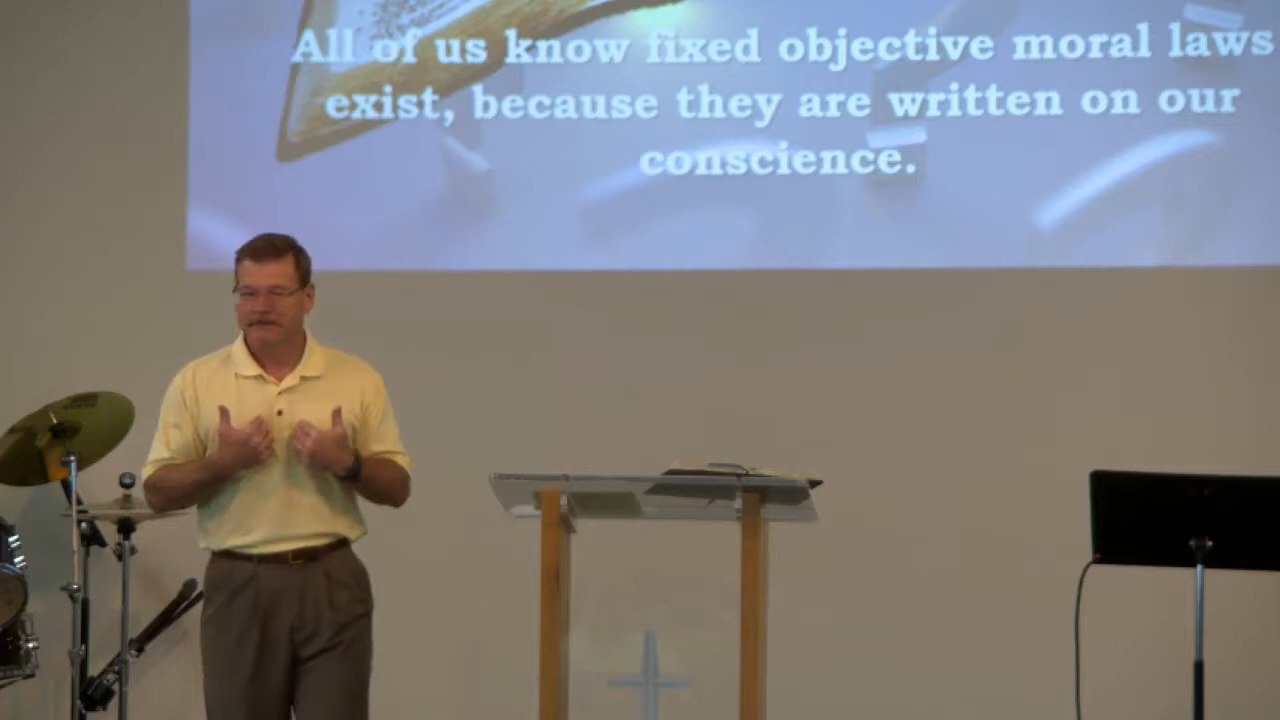 All of us know fixed objective moral laws
exist, because they are written on our
conscience.